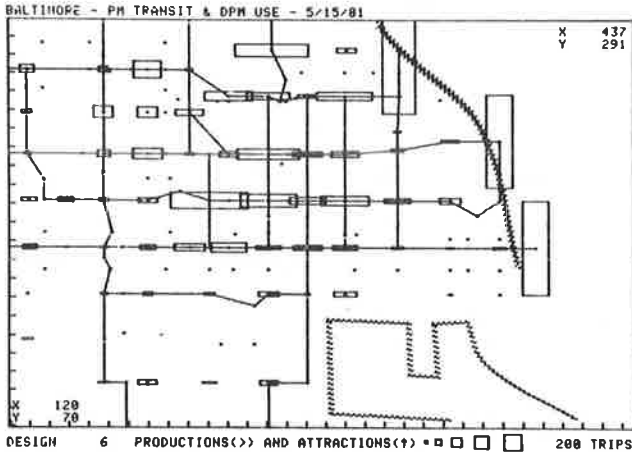 BALTIMORE - PM TRANSIT & DPM USE - 5/15/81
X 437
Y 291
X 120
Y 70
DESIGN 6 PRODUCTIONS(<>) AND ATTRACTIONS(↑) 200 TRIPS